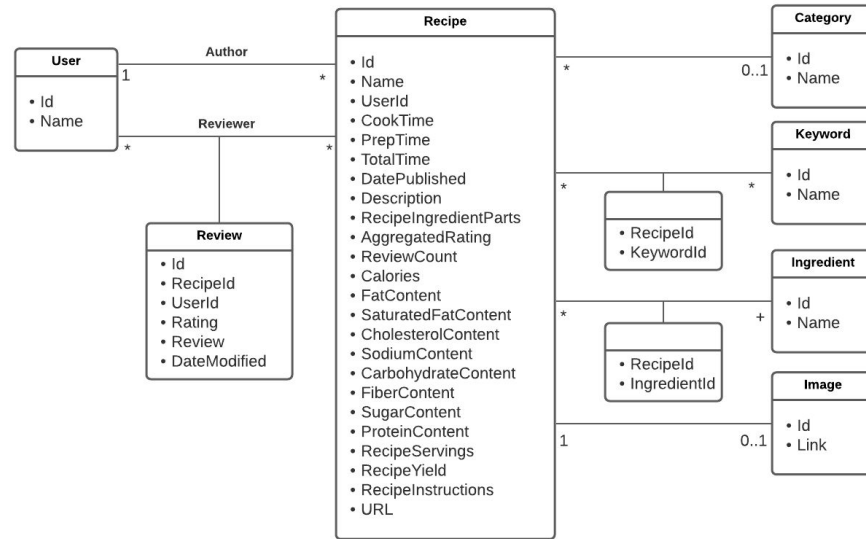 User
• Id
• Name
Author
1
*
Reviewer
*
*
Review
• Id
• RecipeId
• UserId
• Rating
• Review
• DateModified
Recipe
• Id
• Name
• UserId
• CookTime
• PrepTime
• TotalTime
• DatePublished
• Description
• RecipeIngredientParts
• AggregatedRating
• ReviewCount
• Calories
• FatContent
• SaturatedFatContent
• CholesterolContent
• SodiumContent
• CarbohydrateContent
• FiberContent
• SugarContent
• ProteinContent
• RecipeServings
• RecipeYield
• RecipeInstructions
• URL
*
0..1
Category
• Id
• Name
*
*
• RecipeId
• KeywordId
Keyword
• Id
• Name
*
+
• RecipeId
• IngredientId
Ingredient
• Id
• Name
1
0..1
Image
• Id
• Link